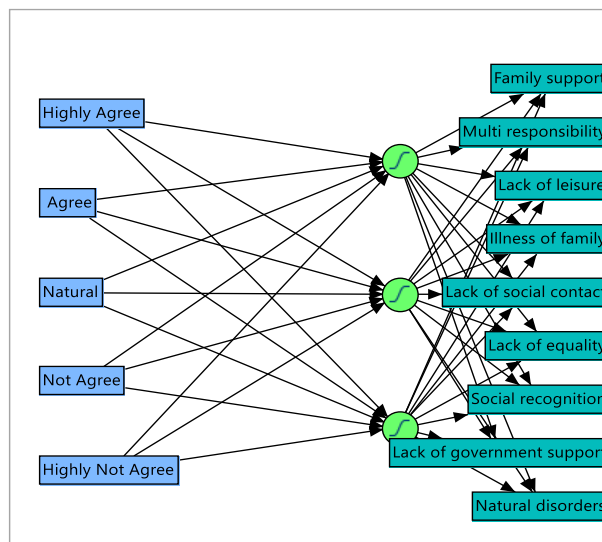 Highly Agree
Agree
Natural
Not Agree
Highly Not Agree
Family support
Multi responsibility
Lack of leisure
Illness of family
Lack of social contact
Lack of equality
Social recognition
Lack of government support
Natural disorders